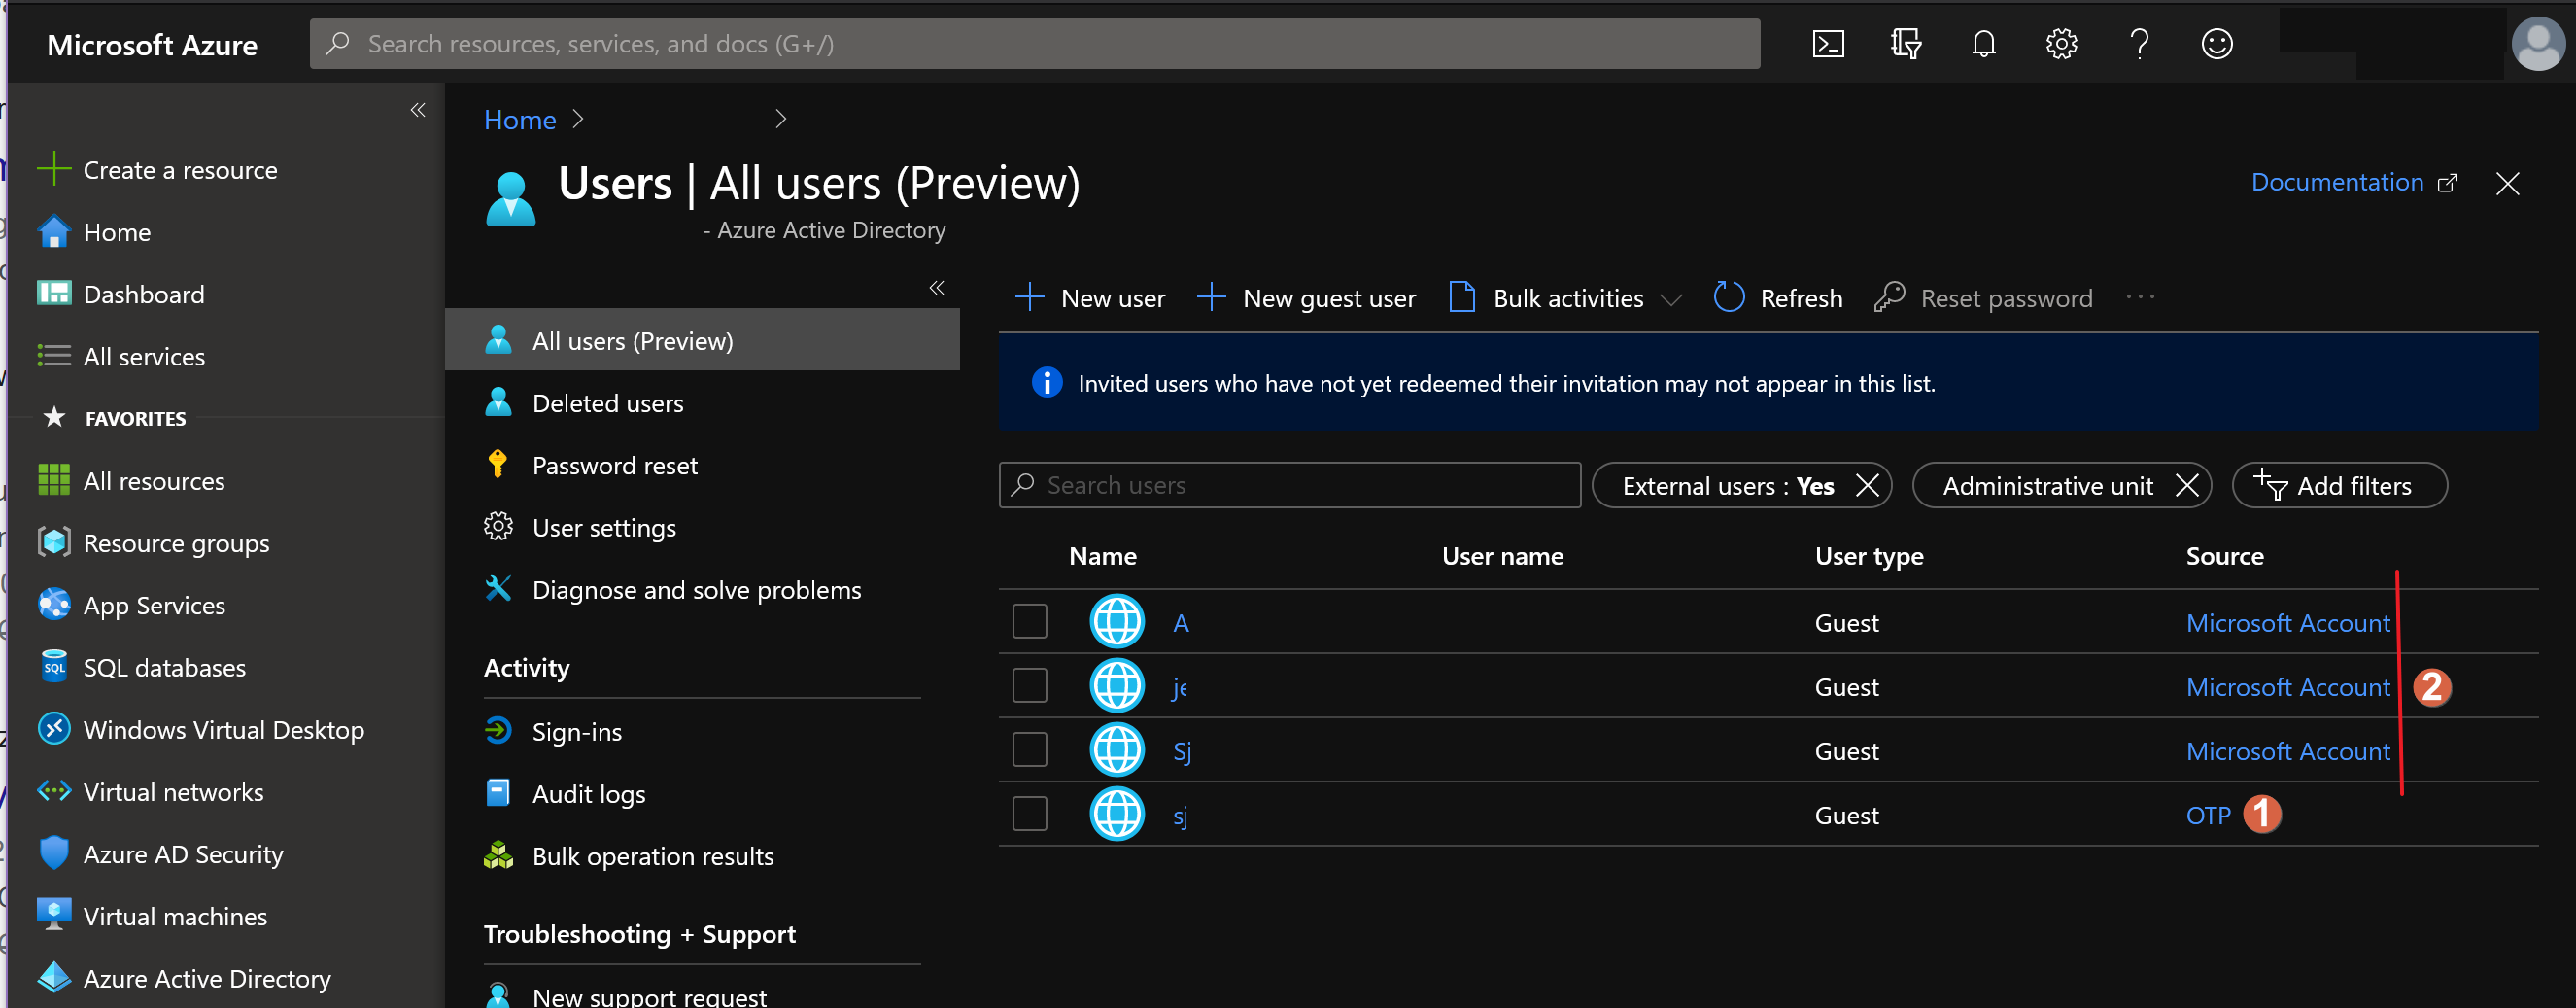 Microsoft Azure
Search resources, services, and docs (G+/)
Create a resource
Home
Dashboard
All services
FAVORITES
All resources
Resource groups
App Services
SQL databases
Windows Virtual Desktop
Virtual networks
Azure AD Security
Virtual machines
Azure Active Directory
Home
Users | All users (Preview)
- Azure Active Directory
Documentation
All users (Preview)
Deleted users
Password reset
User settings
Diagnose and solve problems
Activity
Sign-ins
Audit logs
Bulk operation results
Troubleshooting + Support
New support request
New user
New guest user
Bulk activities
Refresh
Reset password
Invited users who have not yet redeemed their invitation may not appear in this list.
Search users
External users : Yes
Administrative unit
Add filters
Name User name User type Source
A Guest Microsoft Account
je Guest Microsoft Account 2
Sj Guest Microsoft Account
sj Guest OTP 1